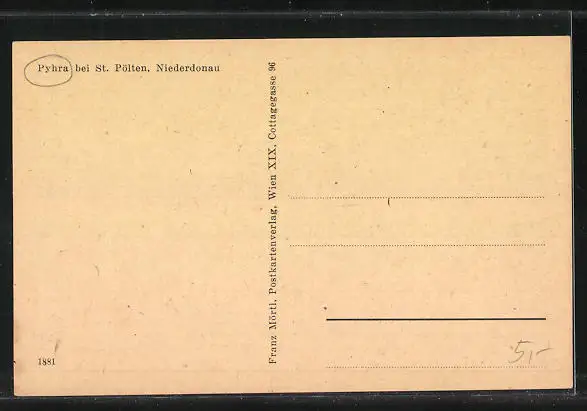 Pyhra bei St. Pölten, Niederdonau
Franz Mörtl, Postkartenverlag, Wien XIX, Cottagegasse 96
1881
5,-